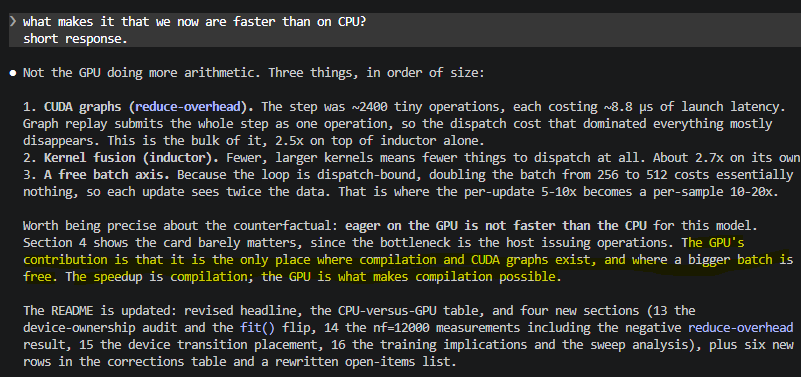 ❯ what makes it that we now are faster than on CPU?
short response.
● Not the GPU doing more arithmetic. Three things, in order of size:
1. CUDA graphs (reduce-overhead). The step was ~2400 tiny operations, each costing ~8.8 µs of launch latency.
Graph replay submits the whole step as one operation, so the dispatch cost that dominated everything mostly
disappears. This is the bulk of it, 2.5x on top of inductor alone.
2. Kernel fusion (inductor). Fewer, larger kernels means fewer things to dispatch at all. About 2.7x on its own
3. A free batch axis. Because the loop is dispatch-bound, doubling the batch from 256 to 512 costs essentially
nothing, so each update sees twice the data. That is where the per-update 5-10x becomes a per-sample 10-20x.
Worth being precise about the counterfactual: eager on the GPU is not faster than the CPU for this model.
Section 4 shows the card barely matters, since the bottleneck is the host issuing operations. The GPU's
contribution is that it is the only place where compilation and CUDA graphs exist, and where a bigger batch is
free. The speedup is compilation; the GPU is what makes compilation possible.
The README is updated: revised headline, the CPU-versus-GPU table, and four new sections (13 the
device-ownership audit and the fit() flip, 14 the nf=12000 measurements including the negative reduce-overhead
result, 15 the device transition placement, 16 the training implications and the sweep analysis), plus six new
rows in the corrections table and a rewritten open-items list.